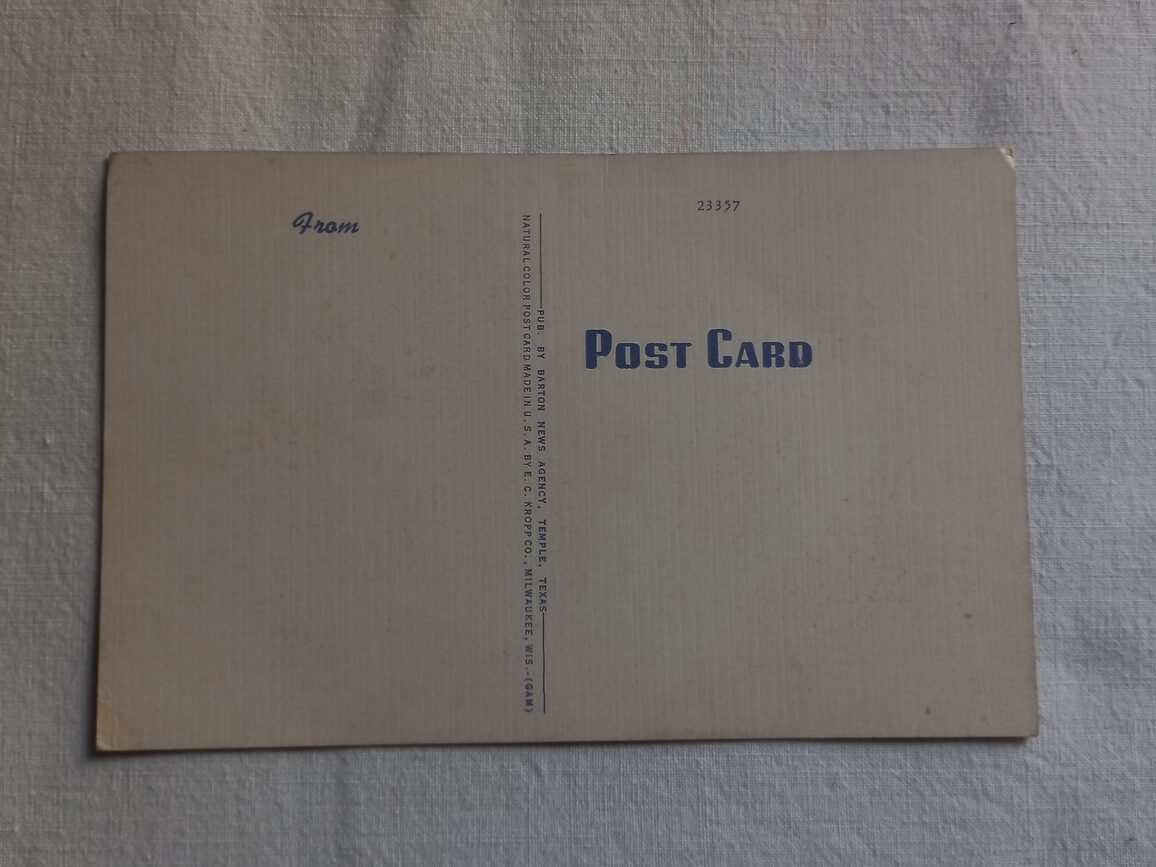 From
NATURAL COLOR POST CARD MADE IN U. S. A. BY E. C. KROPP CO., MILWAUKEE, WIS.-(GAM)
PUB. BY BARTON NEWS AGENCY, TEMPLE, TEXAS
23357
POST CARD